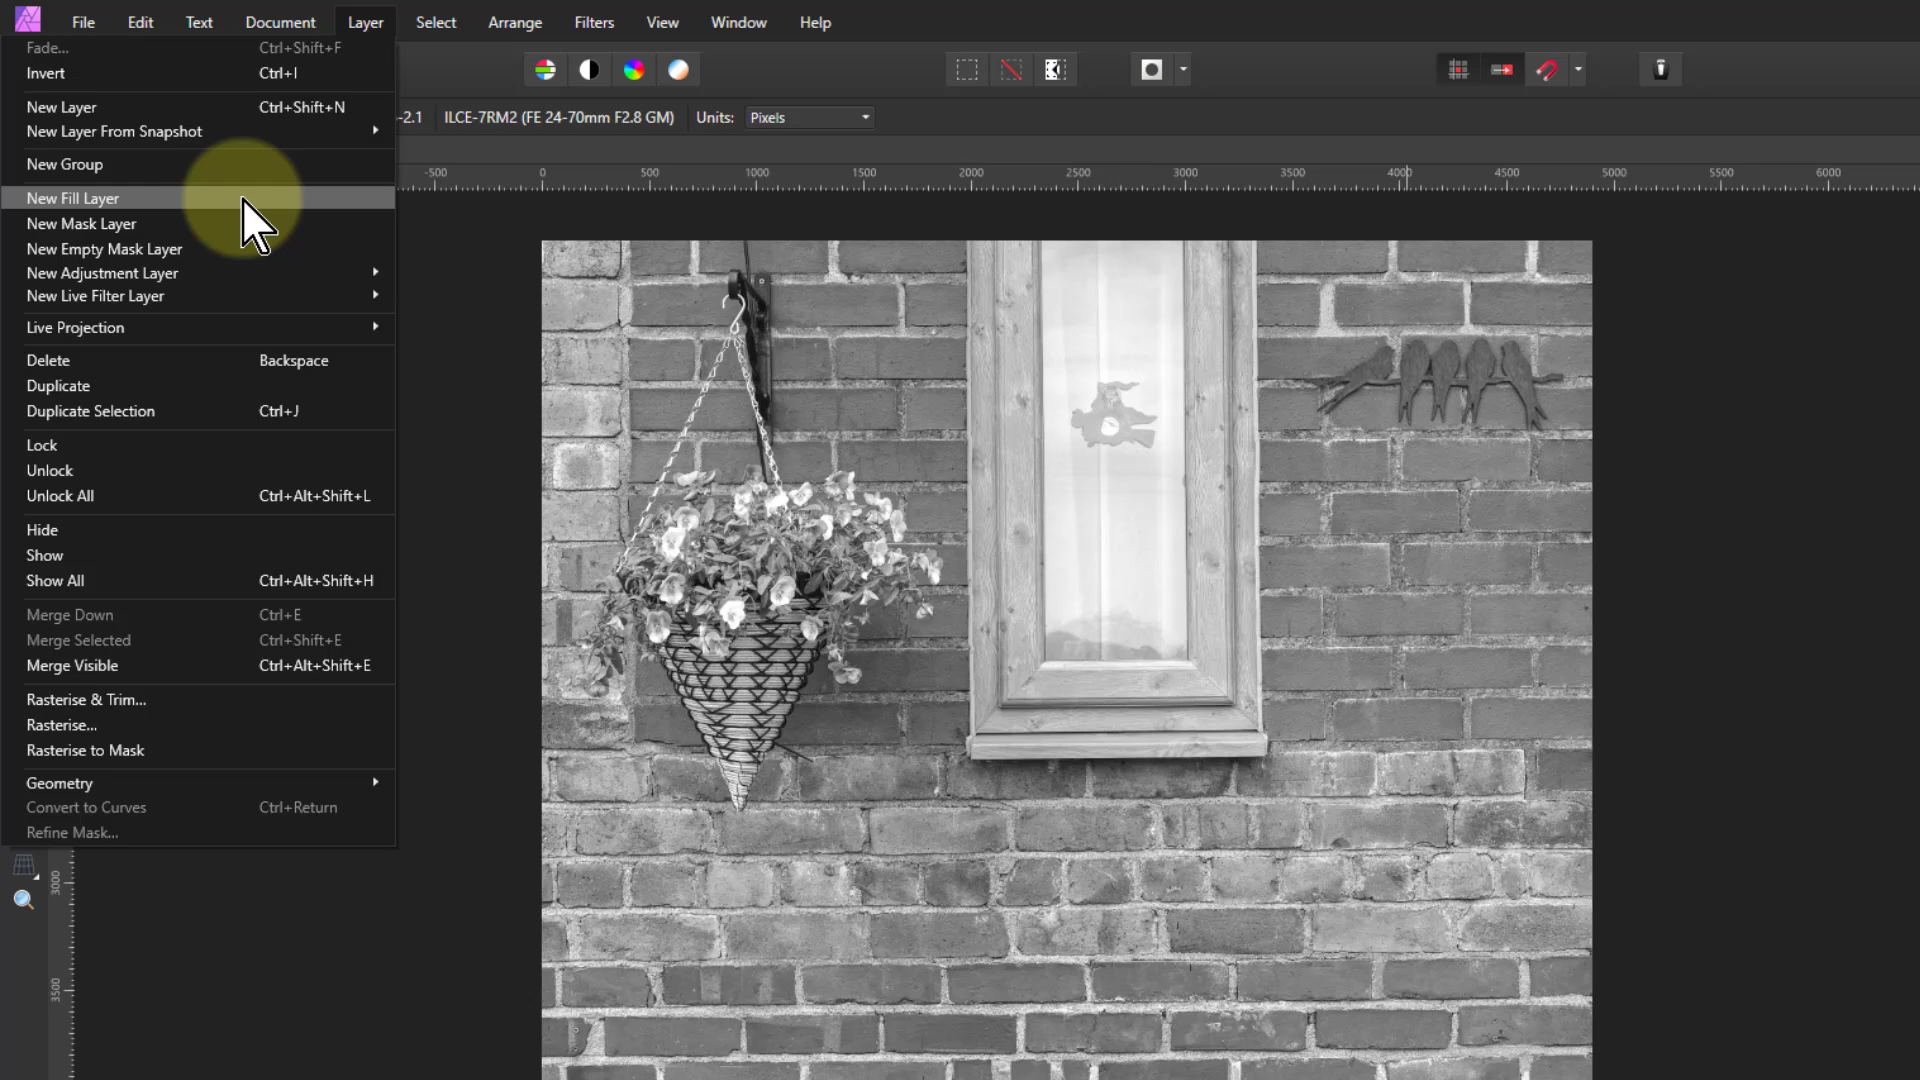 File Edit Text Document Layer Select Arrange Filters View Window Help
Fade... Ctrl+Shift+F
Invert Ctrl+I
New Layer Ctrl+Shift+N
-2.1 ILCE-7RM2 (FE 24-70mm F2.8 GM) Units: Pixels
New Layer From Snapshot
New Group
-500 0 500 1000 1500 2000 2500 3000 3500 4000 4500 5000 5500 6000
New Fill Layer
New Mask Layer
New Empty Mask Layer
New Adjustment Layer
New Live Filter Layer
Live Projection
Delete Backspace
Duplicate
Duplicate Selection Ctrl+J
Lock
Unlock
Unlock All Ctrl+Alt+Shift+L
Hide
Show
Show All Ctrl+Alt+Shift+H
Merge Down Ctrl+E
Merge Selected Ctrl+Shift+E
Merge Visible Ctrl+Alt+Shift+E
Rasterise & Trim...
Rasterise...
Rasterise to Mask
Geometry
Convert to Curves Ctrl+Return
Refine Mask...
3000
3500